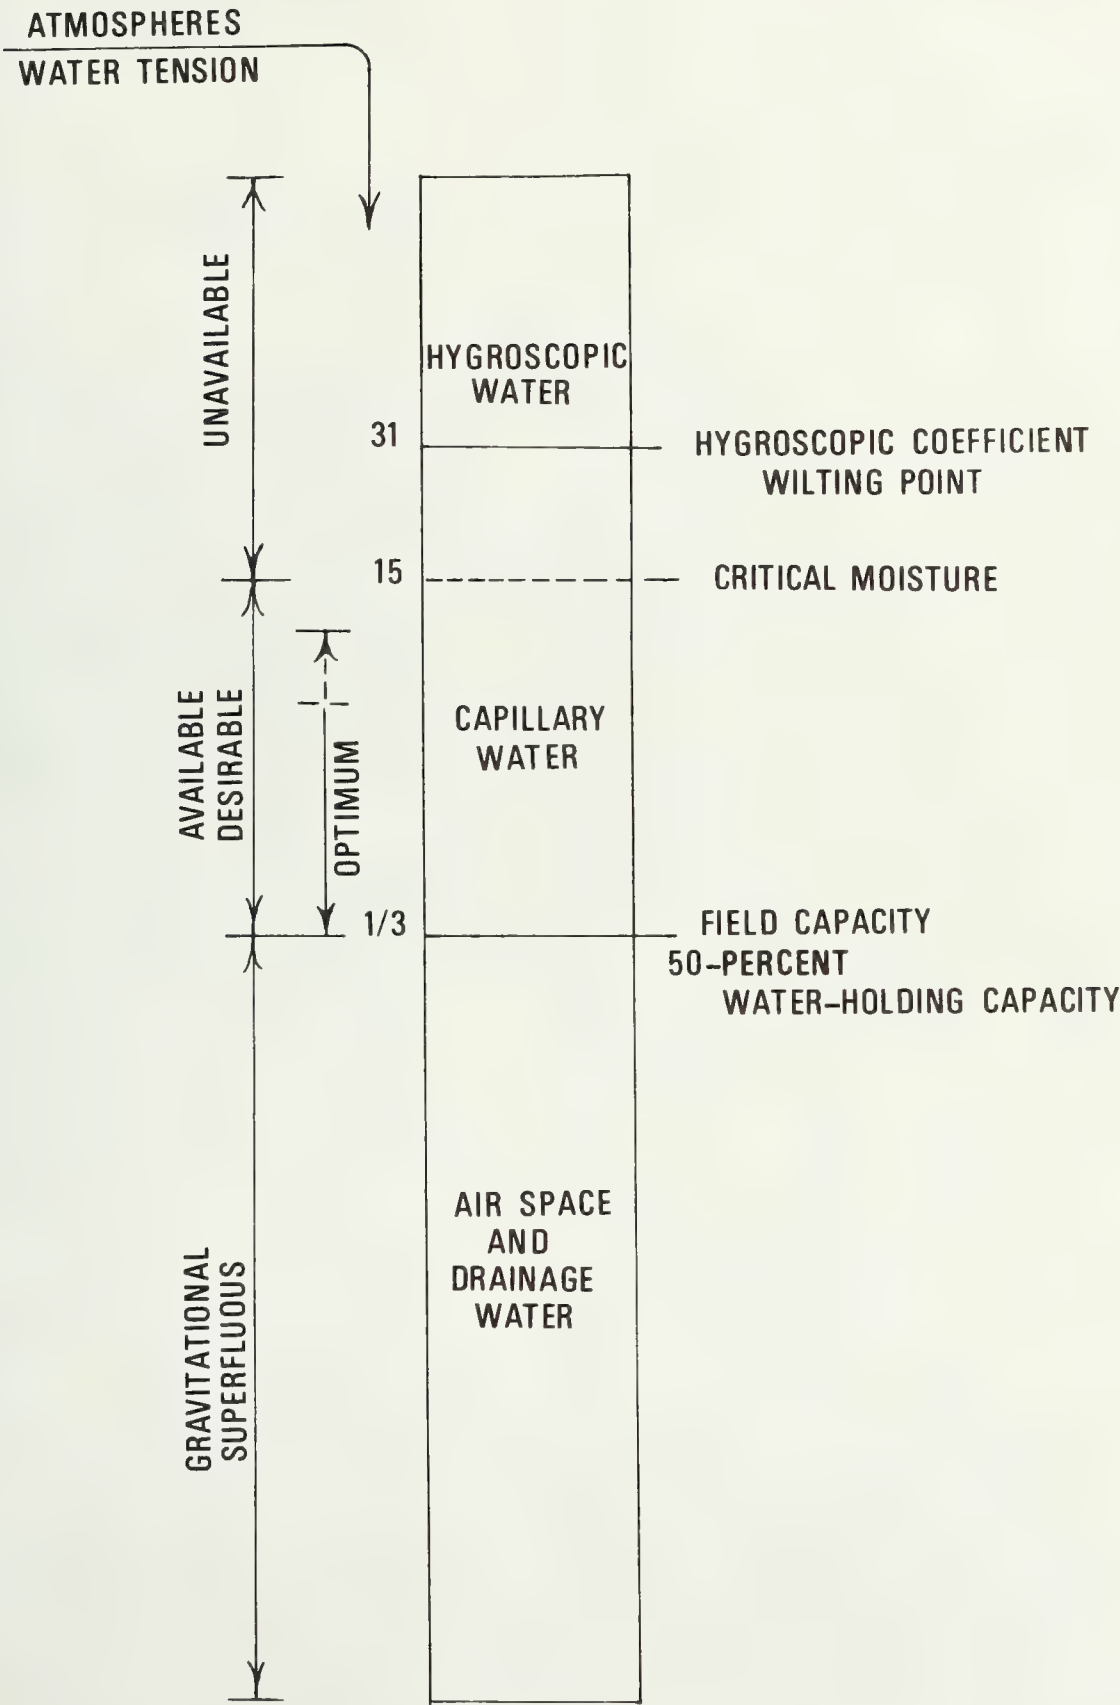 ATMOSPHERES
WATER TENSION
UNAVAILABLE
HYGROSCOPIC
WATER
31
HYGROSCOPIC COEFFICIENT
WILTING POINT
15
CRITICAL MOISTURE
AVAILABLE
DESIRABLE
OPTIMUM
CAPILLARY
WATER
1/3
FIELD CAPACITY
50-PERCENT
WATER-HOLDING CAPACITY
GRAVITATIONAL
SUPERFLUOUS
AIR SPACE
AND
DRAINAGE
WATER